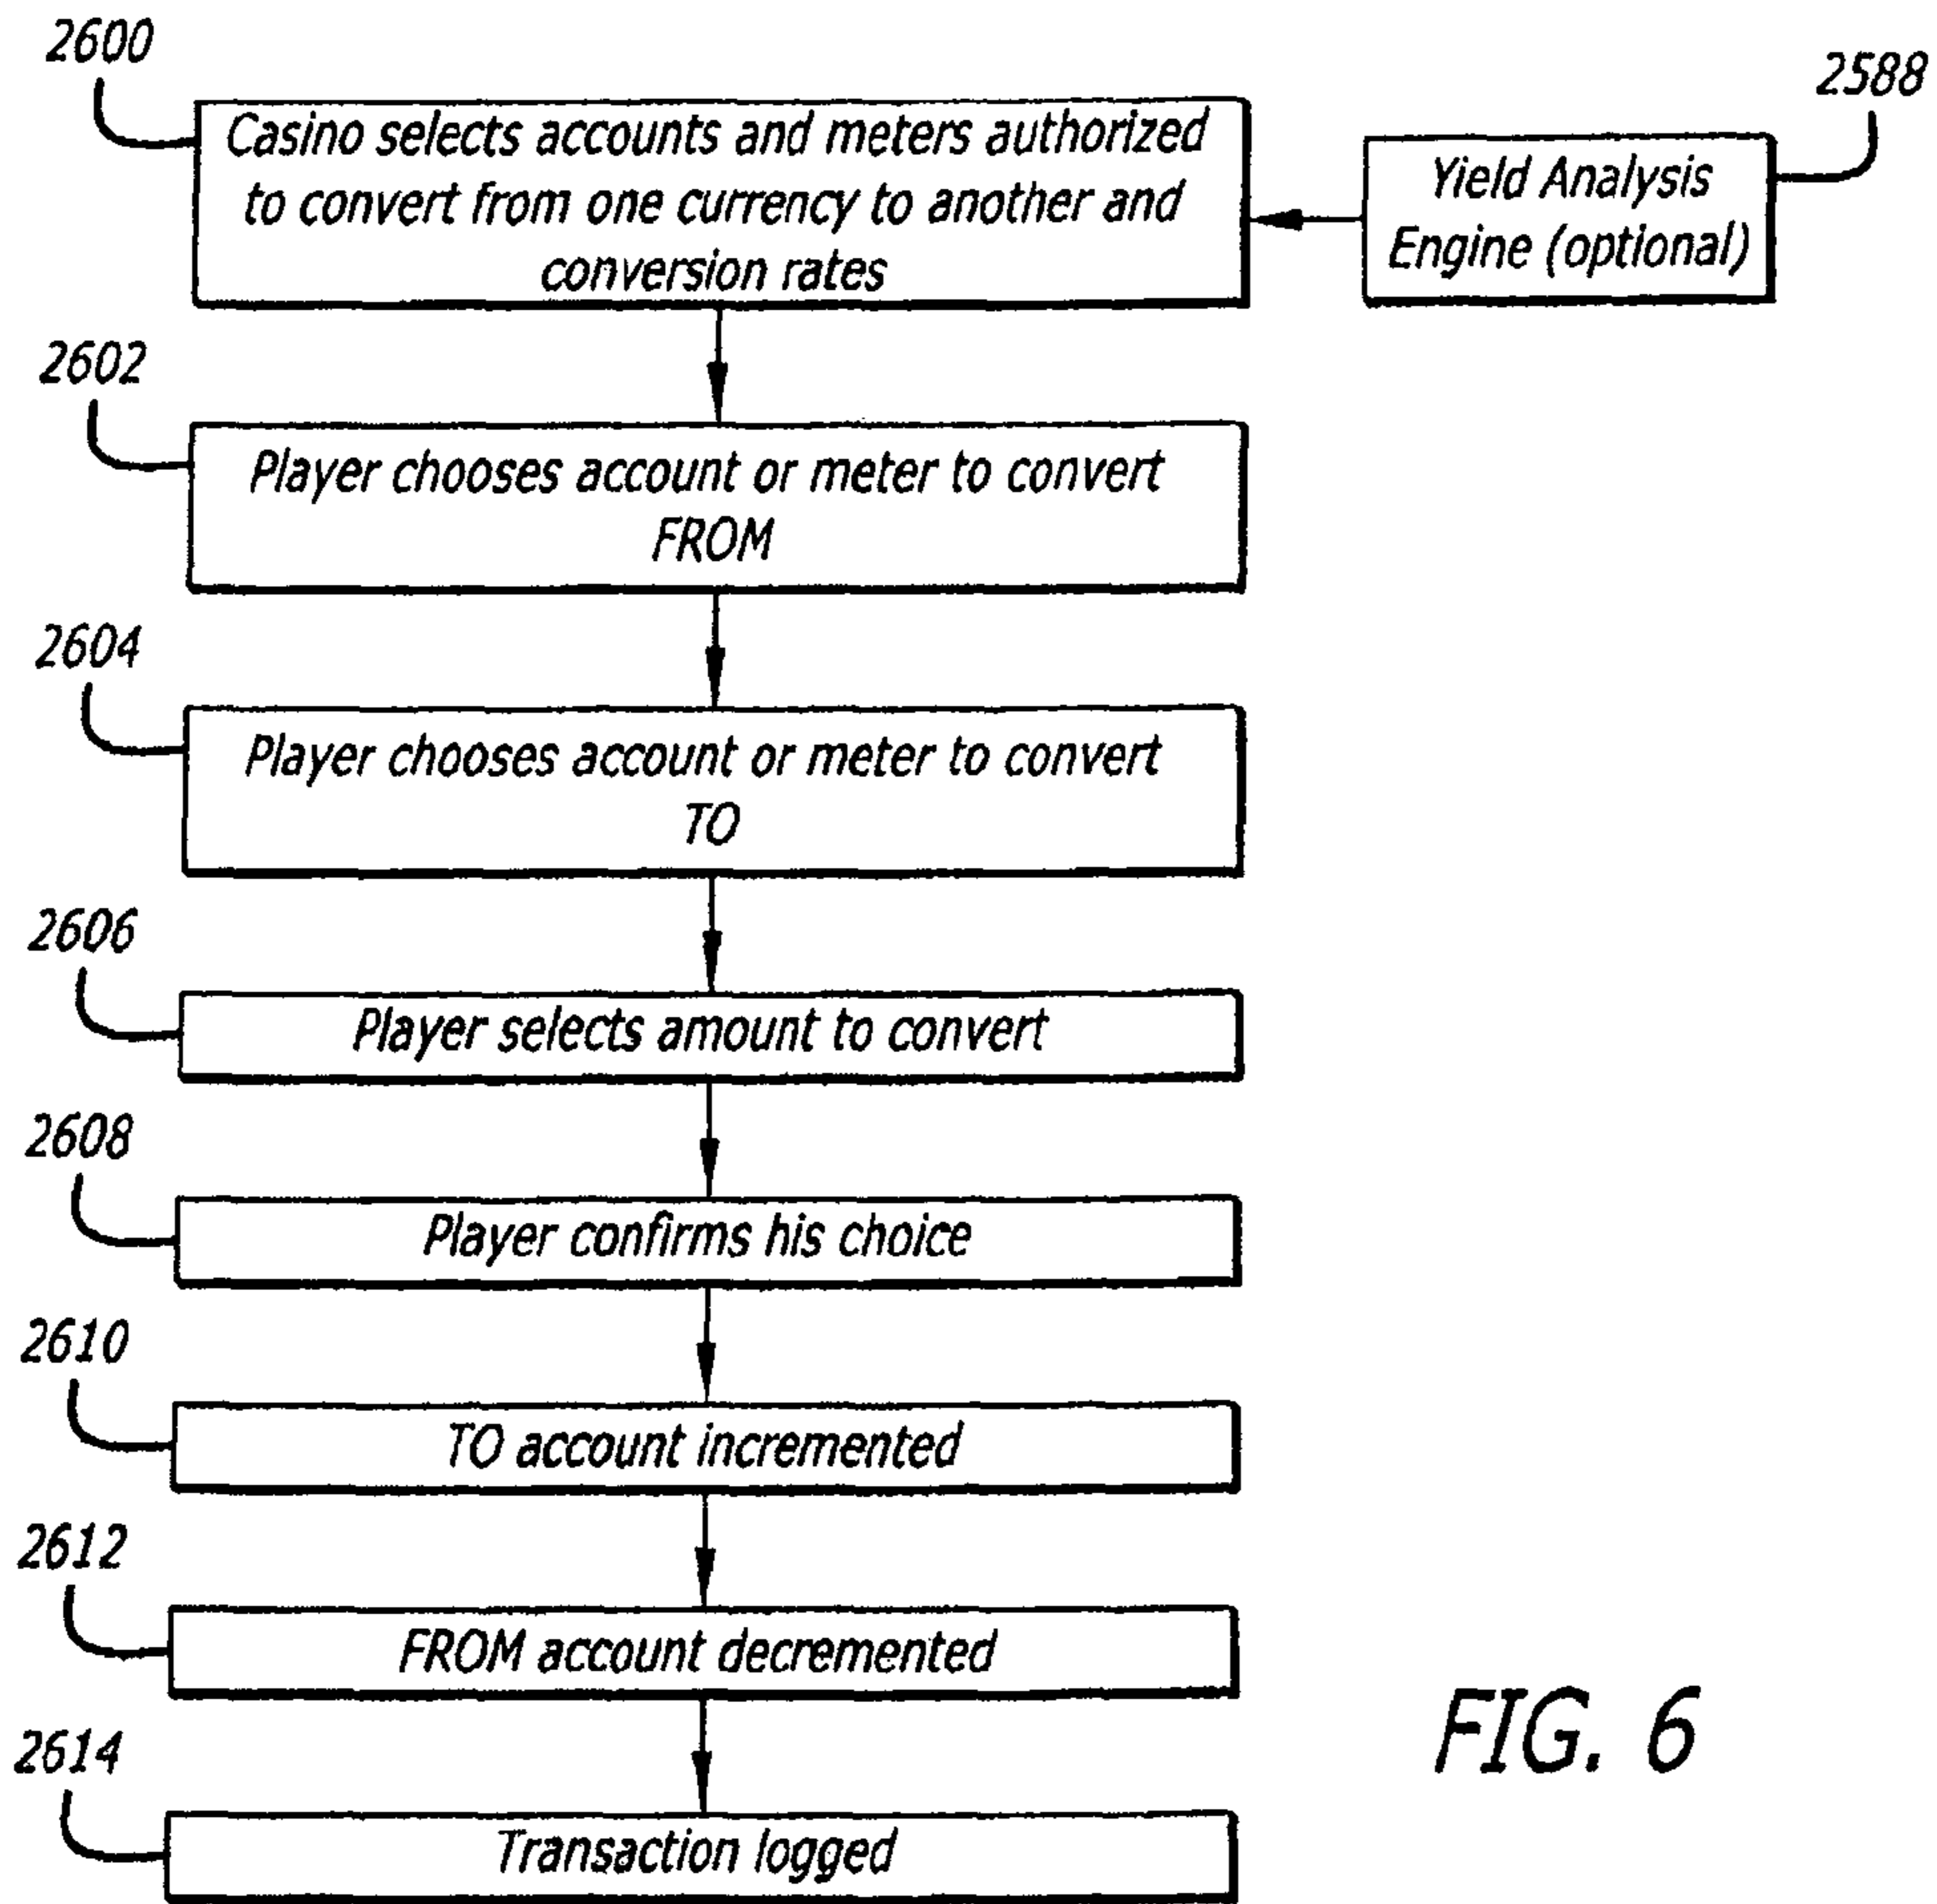 2600
2588
Casino selects accounts and meters authorized
to convert from one currency to another and
conversion rates
Yield Analysis
Engine (optional)
2602
Player chooses account or meter to convert
FROM
2604
Player chooses account or meter to convert
TO
2606
Player selects amount to convert
2608
Player confirms his choice
2610
TO account incremented
2612
FROM account decremented
2614
Transaction logged
FIG. 6